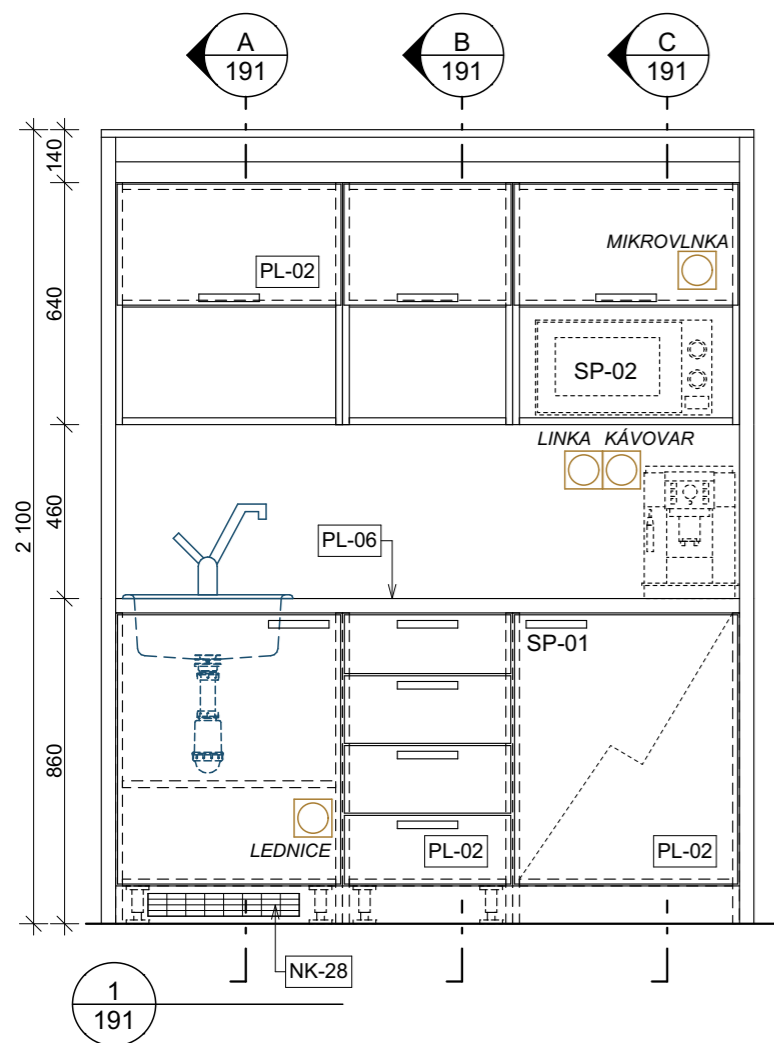 A
191
B
191
C
191
140
MIKROVLNKA
PL-02
640
SP-02
LINKA KÁVOVAR
460
2 100
PL-06
SP-01
860
LEDNICE
PL-02
PL-02
NK-28
1
191